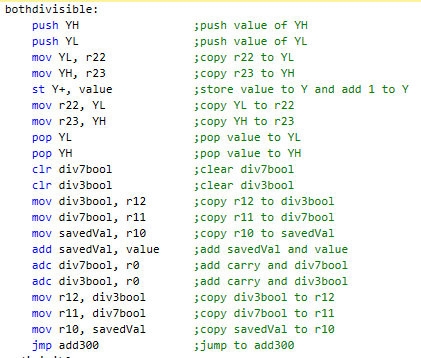 bothdivisible:
push YH ;push value of YH
push YL ;push value of YL
mov YL, r22 ;copy r22 to YL
mov YH, r23 ;copy r23 to YH
st Y+, value ;store value to Y and add 1 to Y
mov r22, YL ;copy YL to r22
mov r23, YH ;copy YH to r23
pop YL ;pop value to YL
pop YH ;pop value to YH
clr div7bool ;clear div7bool
clr div3bool ;clear div3bool
mov div3bool, r12 ;copy r12 to div3bool
mov div7bool, r11 ;copy r11 to div7bool
mov savedVal, r10 ;copy r10 to savedVal
add savedVal, value ;add savedVal and value
adc div7bool, r0 ;add carry and div7bool
adc div3bool, r0 ;add carry and div3bool
mov r12, div3bool ;copy div3bool to r12
mov r11, div7bool ;copy div7bool to r11
mov r10, savedVal ;copy savedVal to r10
jmp add300 ;jump to add300